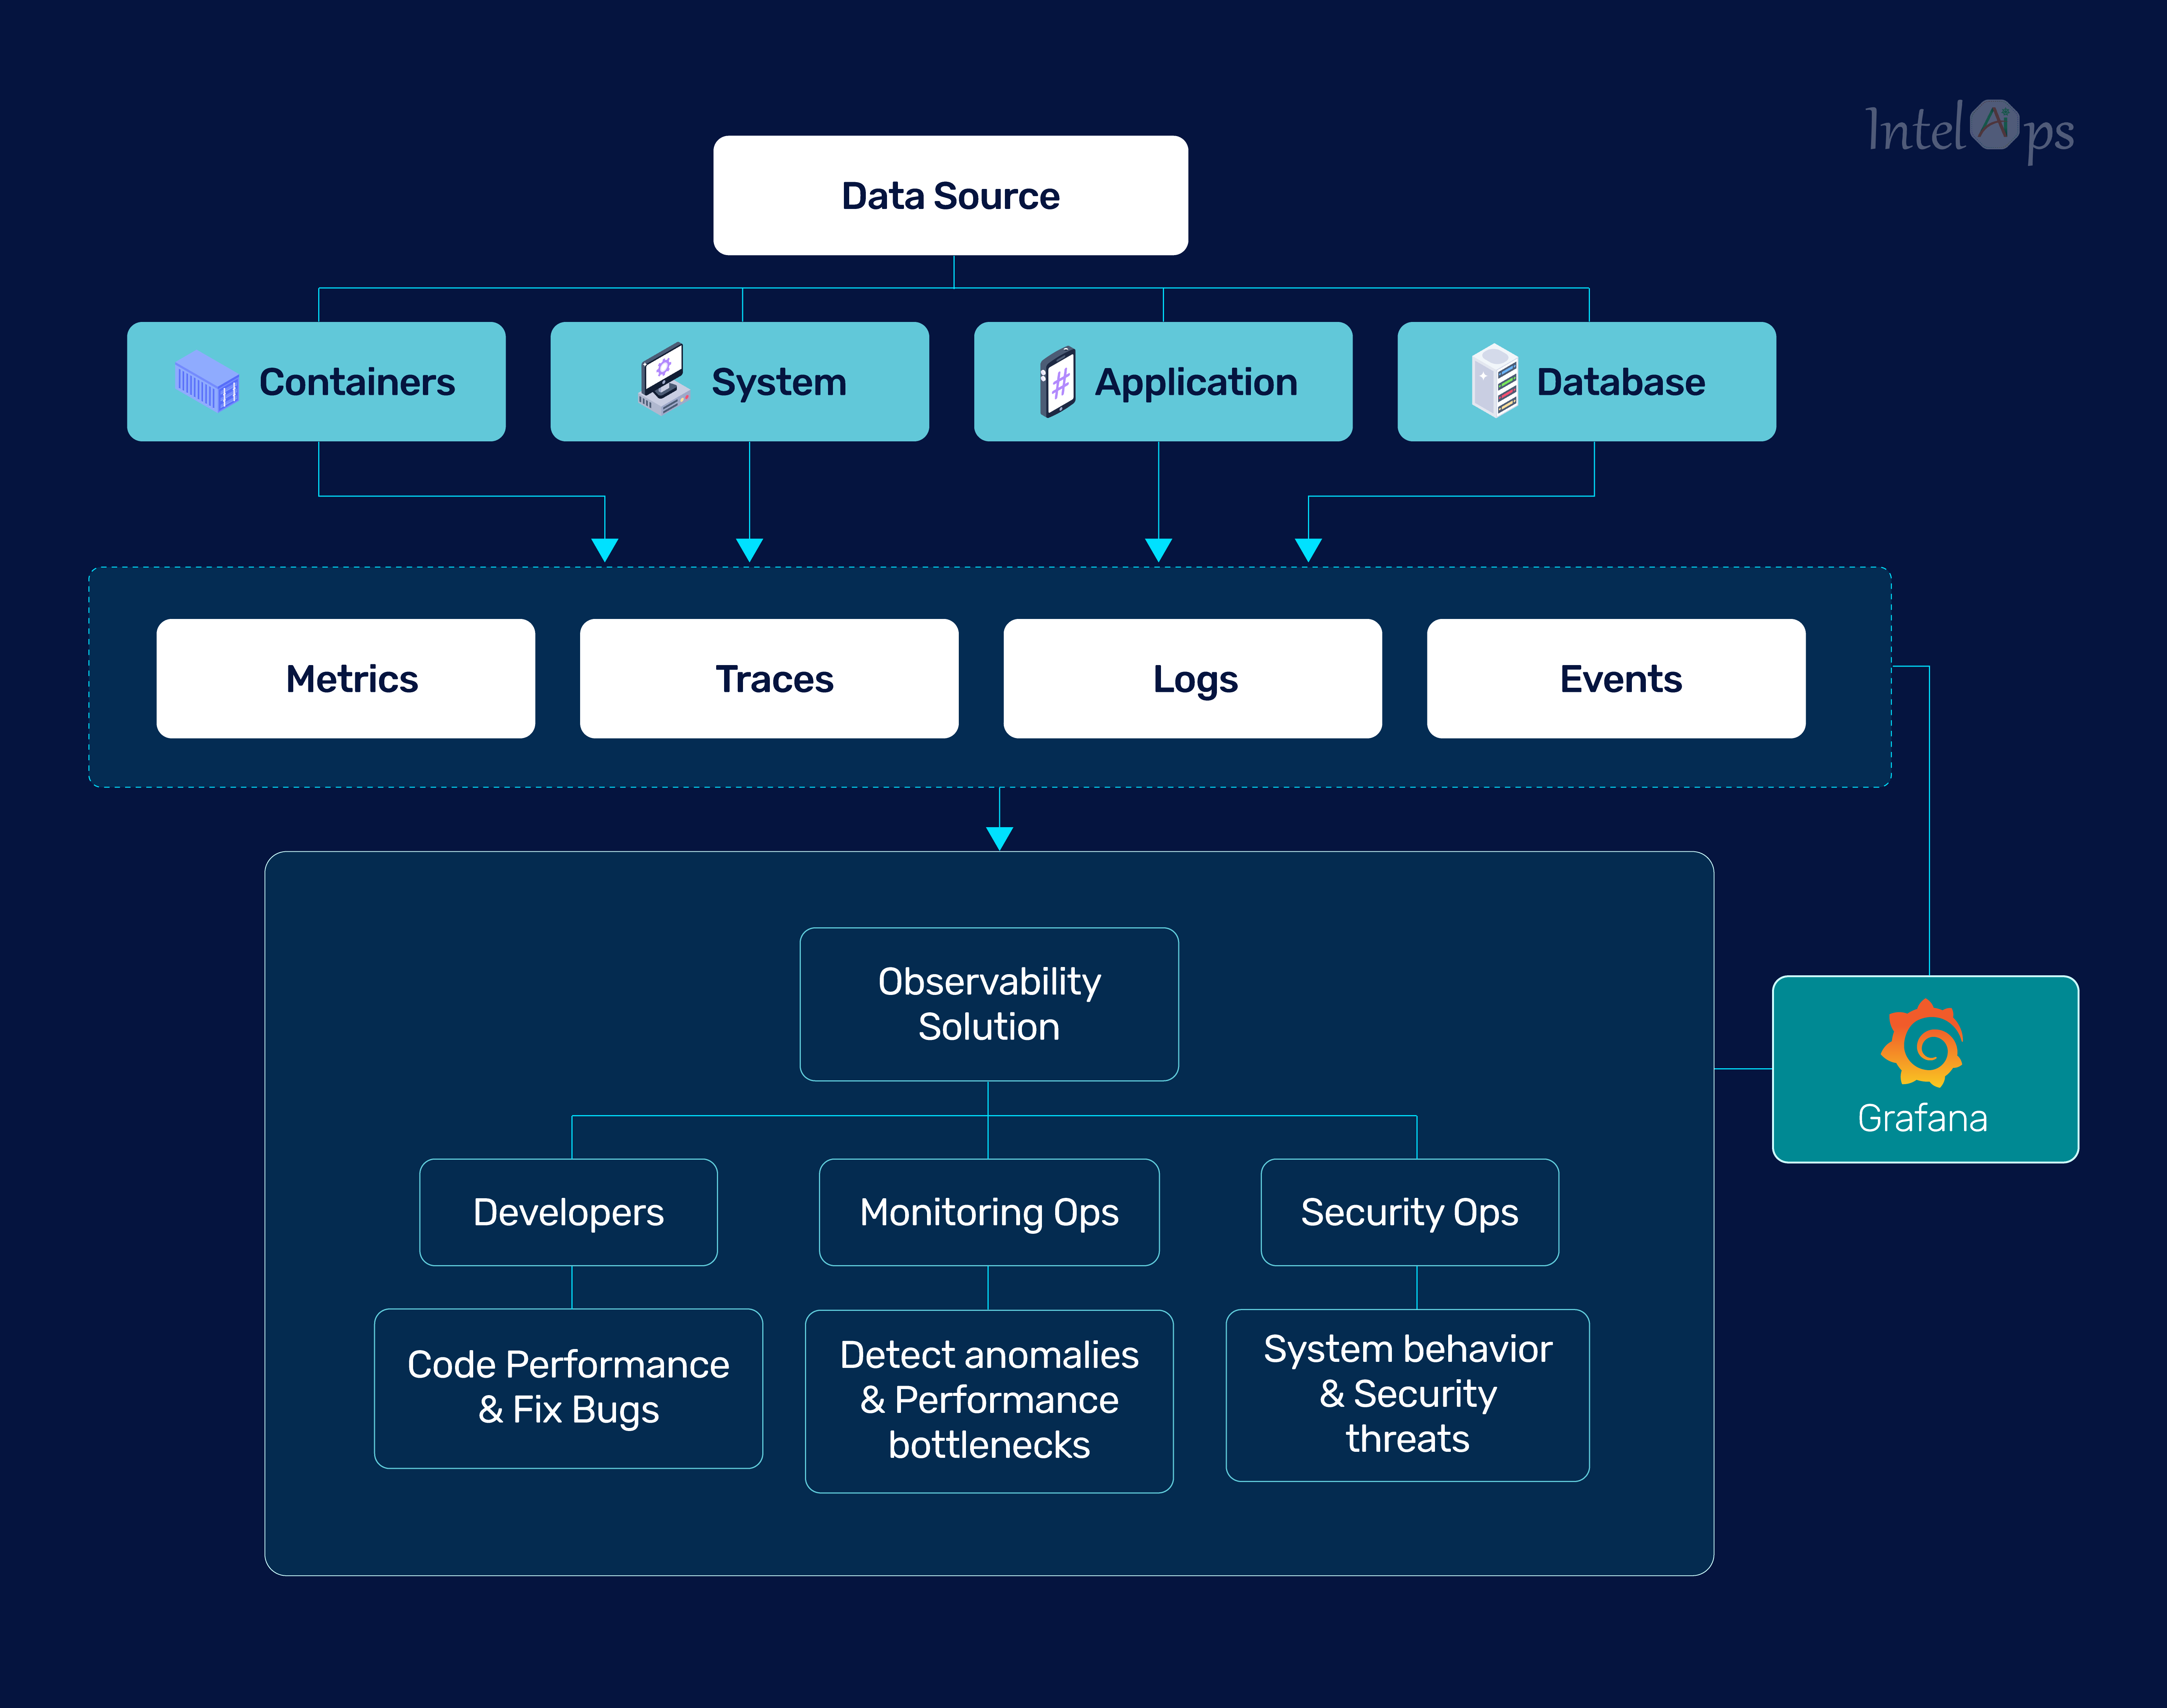 IntelAiOps
Data Source
Containers
System
Application
Database
Metrics
Traces
Logs
Events
Observability
Solution
Grafana
Developers
Monitoring Ops
Security Ops
Code Performance
& Fix Bugs
Detect anomalies
& Performance
bottlenecks
System behavior
& Security
threats